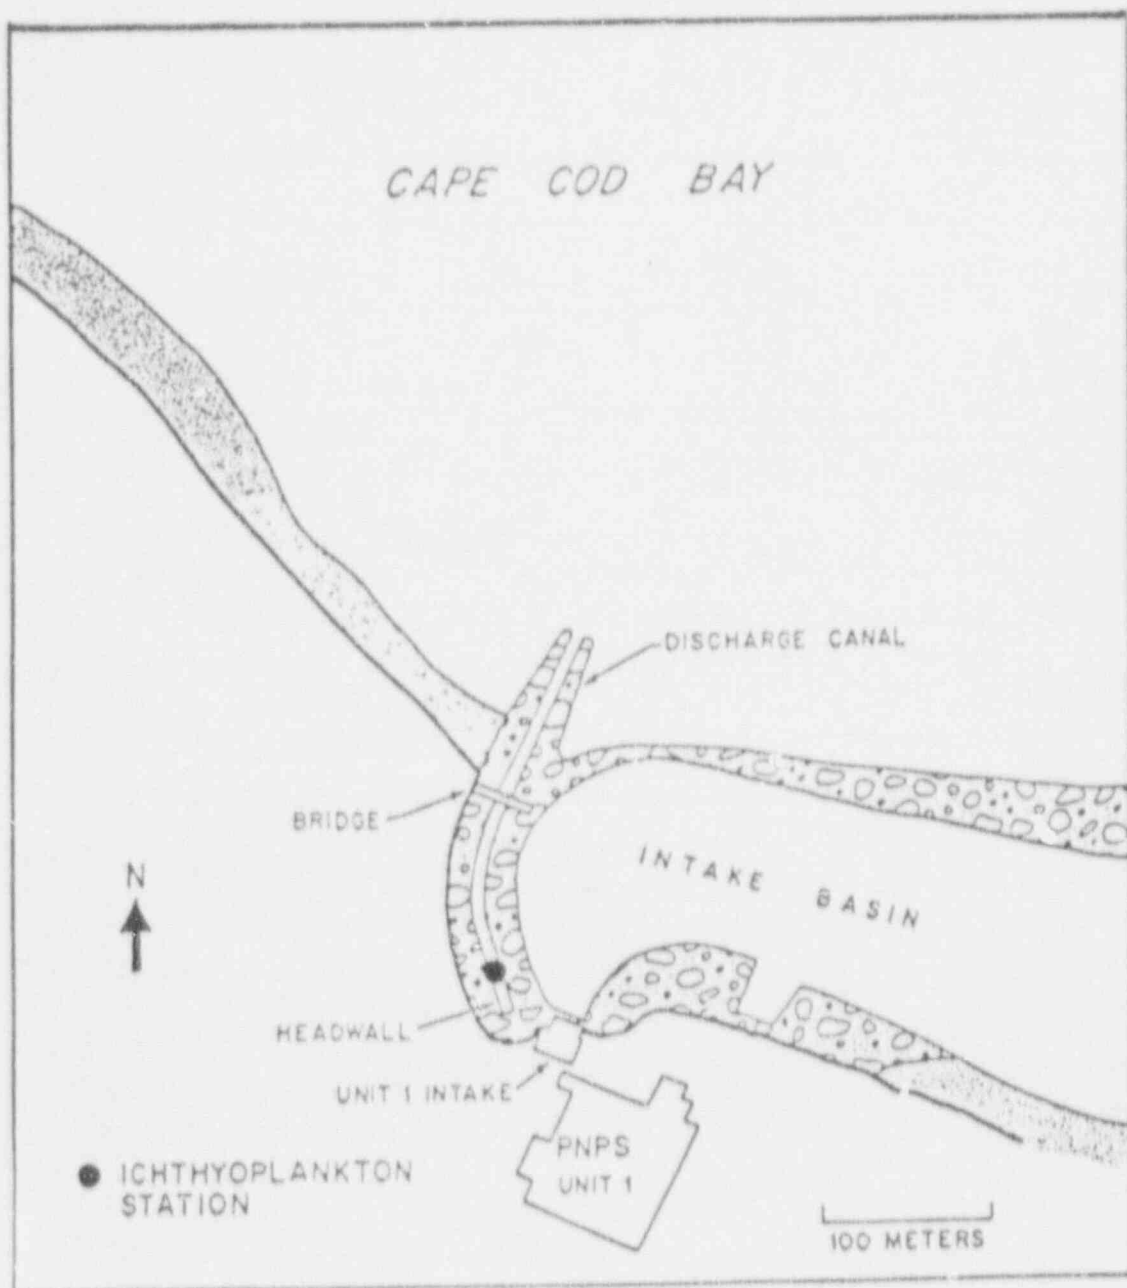 CAPE COD BAY
DISCHARGE CANAL
BRIDGE
INTAKE BASIN
N
HEADWALL
UNIT 1 INTAKE
PNPS
UNIT 1
ICHTHYOPLANKTON
STATION
100 METERS